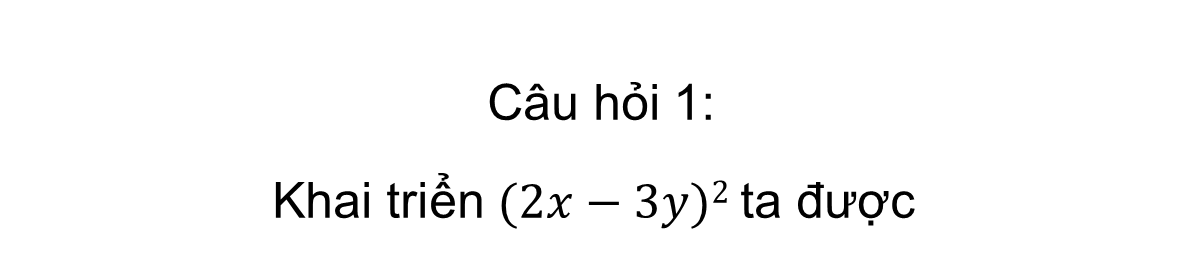 Câu hỏi 1:
Khai triển (2x − 3y)² ta được